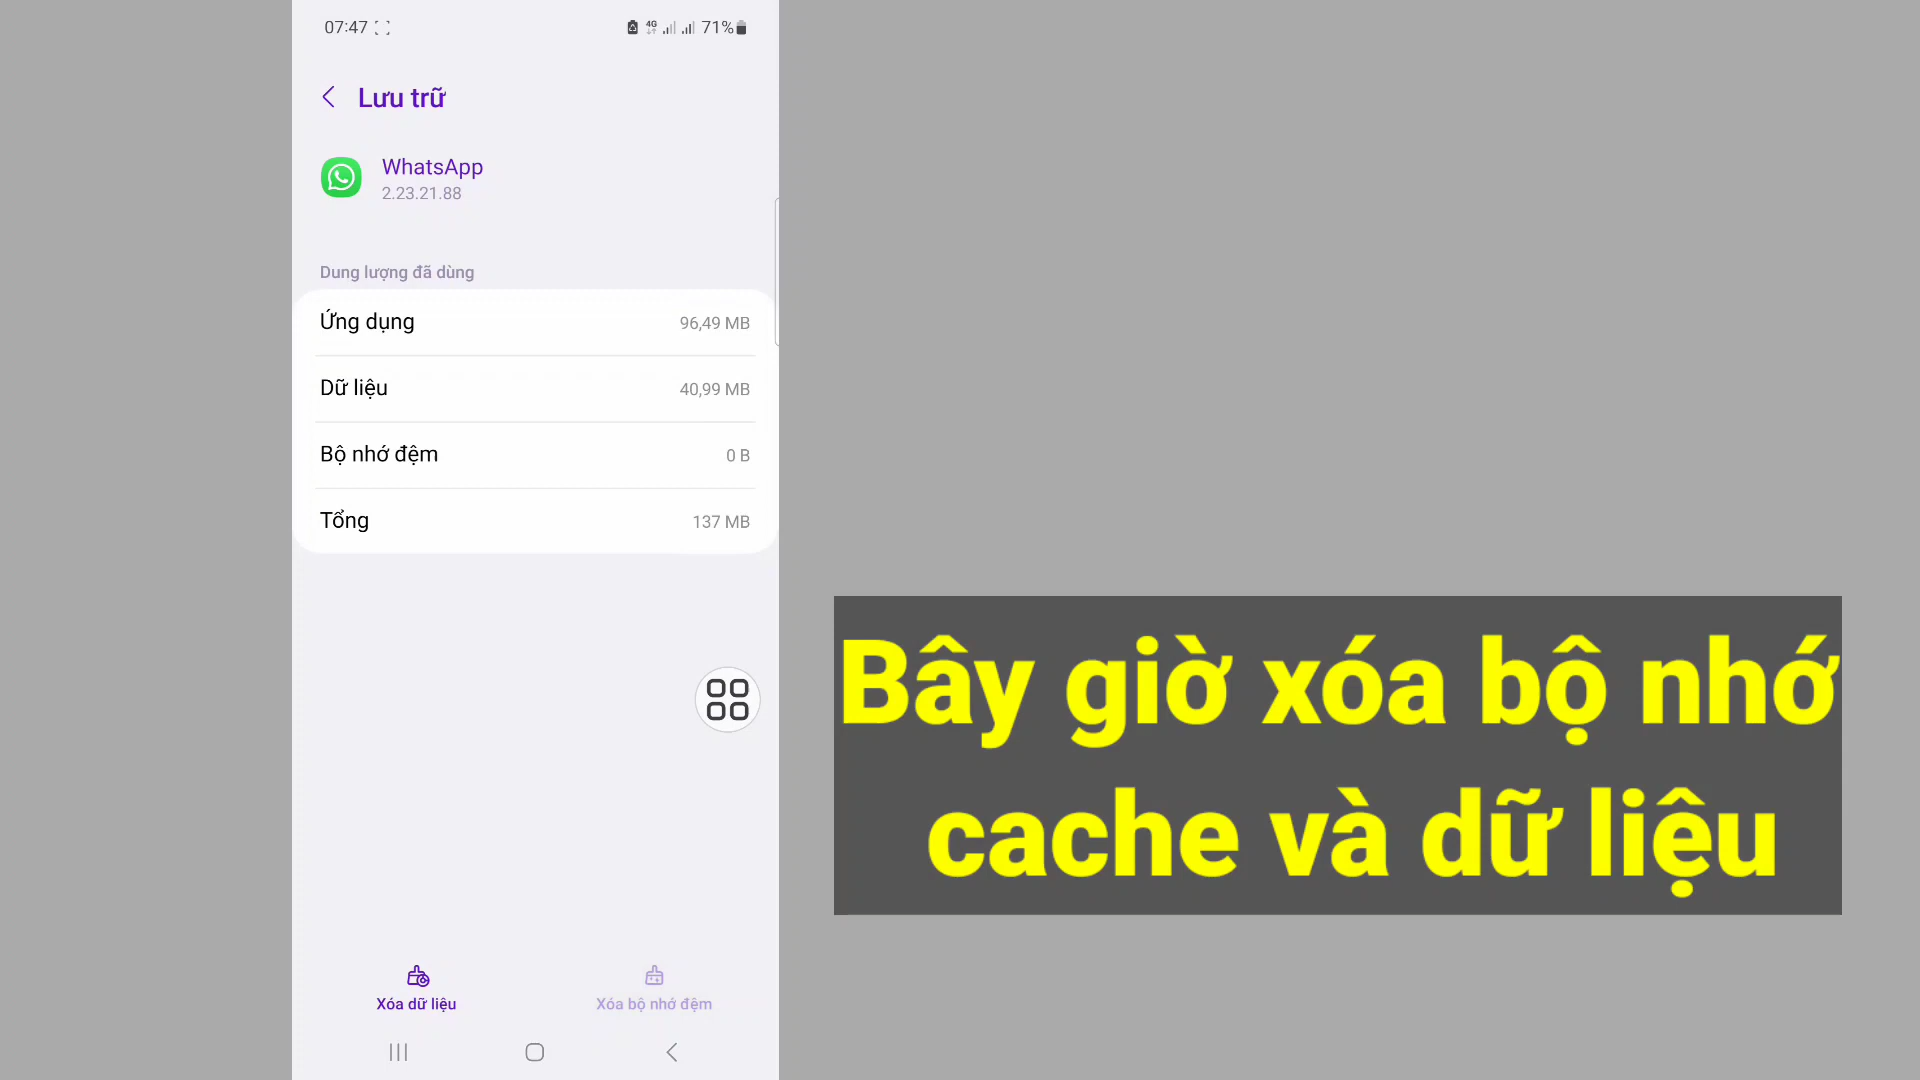 07:47
4G
71%
Lưu trữ
WhatsApp
2.23.21.88
Dung lượng đã dùng
Ứng dụng 96,49 MB
Dữ liệu 40,99 MB
Bộ nhớ đệm 0 B
Tổng 137 MB
Bây giờ xóa bộ nhớ
cache và dữ liệu
Xóa dữ liệu
Xóa bộ nhớ đệm